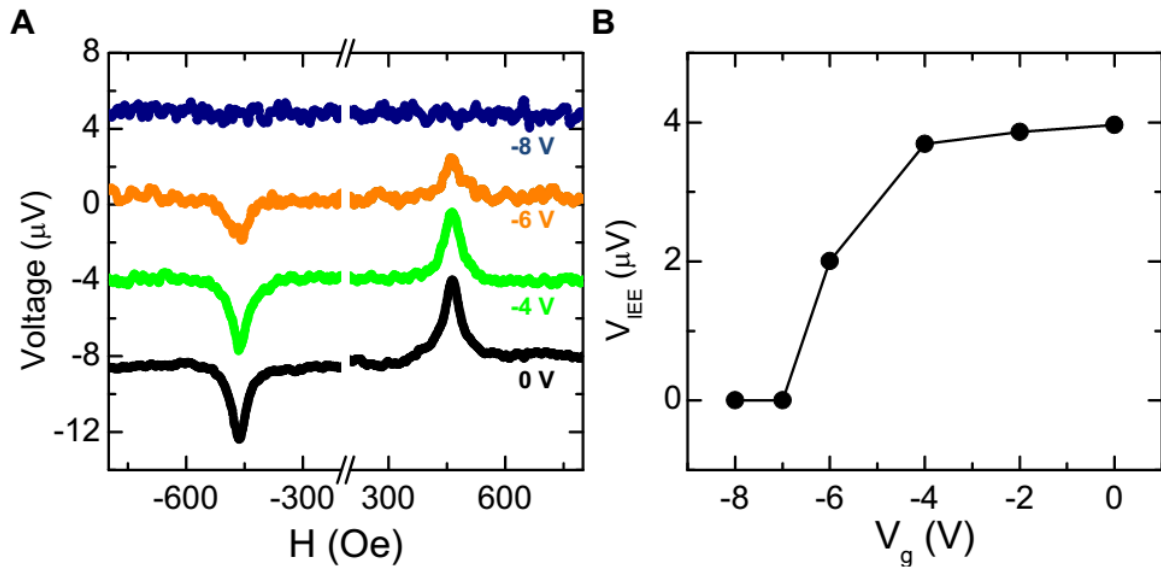 A
B
8
4
0
-4
-8
-12
Voltage (μV)
-8 V
-6 V
-4 V
0 V
-600
-300
300
600
H (Oe)
4
2
0
V_IEE (μV)
-8
-6
-4
-2
0
V_g (V)